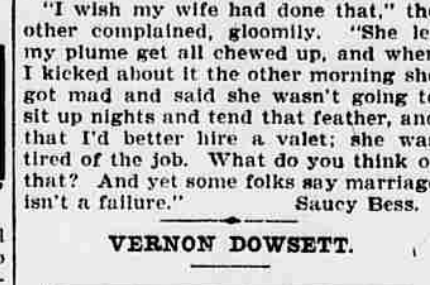 "I wish my wife had done that," the
other complained, gloomily. "She le
my plume get all chewed up, and when
I kicked about it the other morning she
got mad and said she wasn't going to
sit up nights and tend that feather, and
that I'd better hire a valet; she was
tired of the job. What do you think o
that? And yet some folks say marriage
isn't a failure." Saucy Bess.
VERNON DOWSETT.